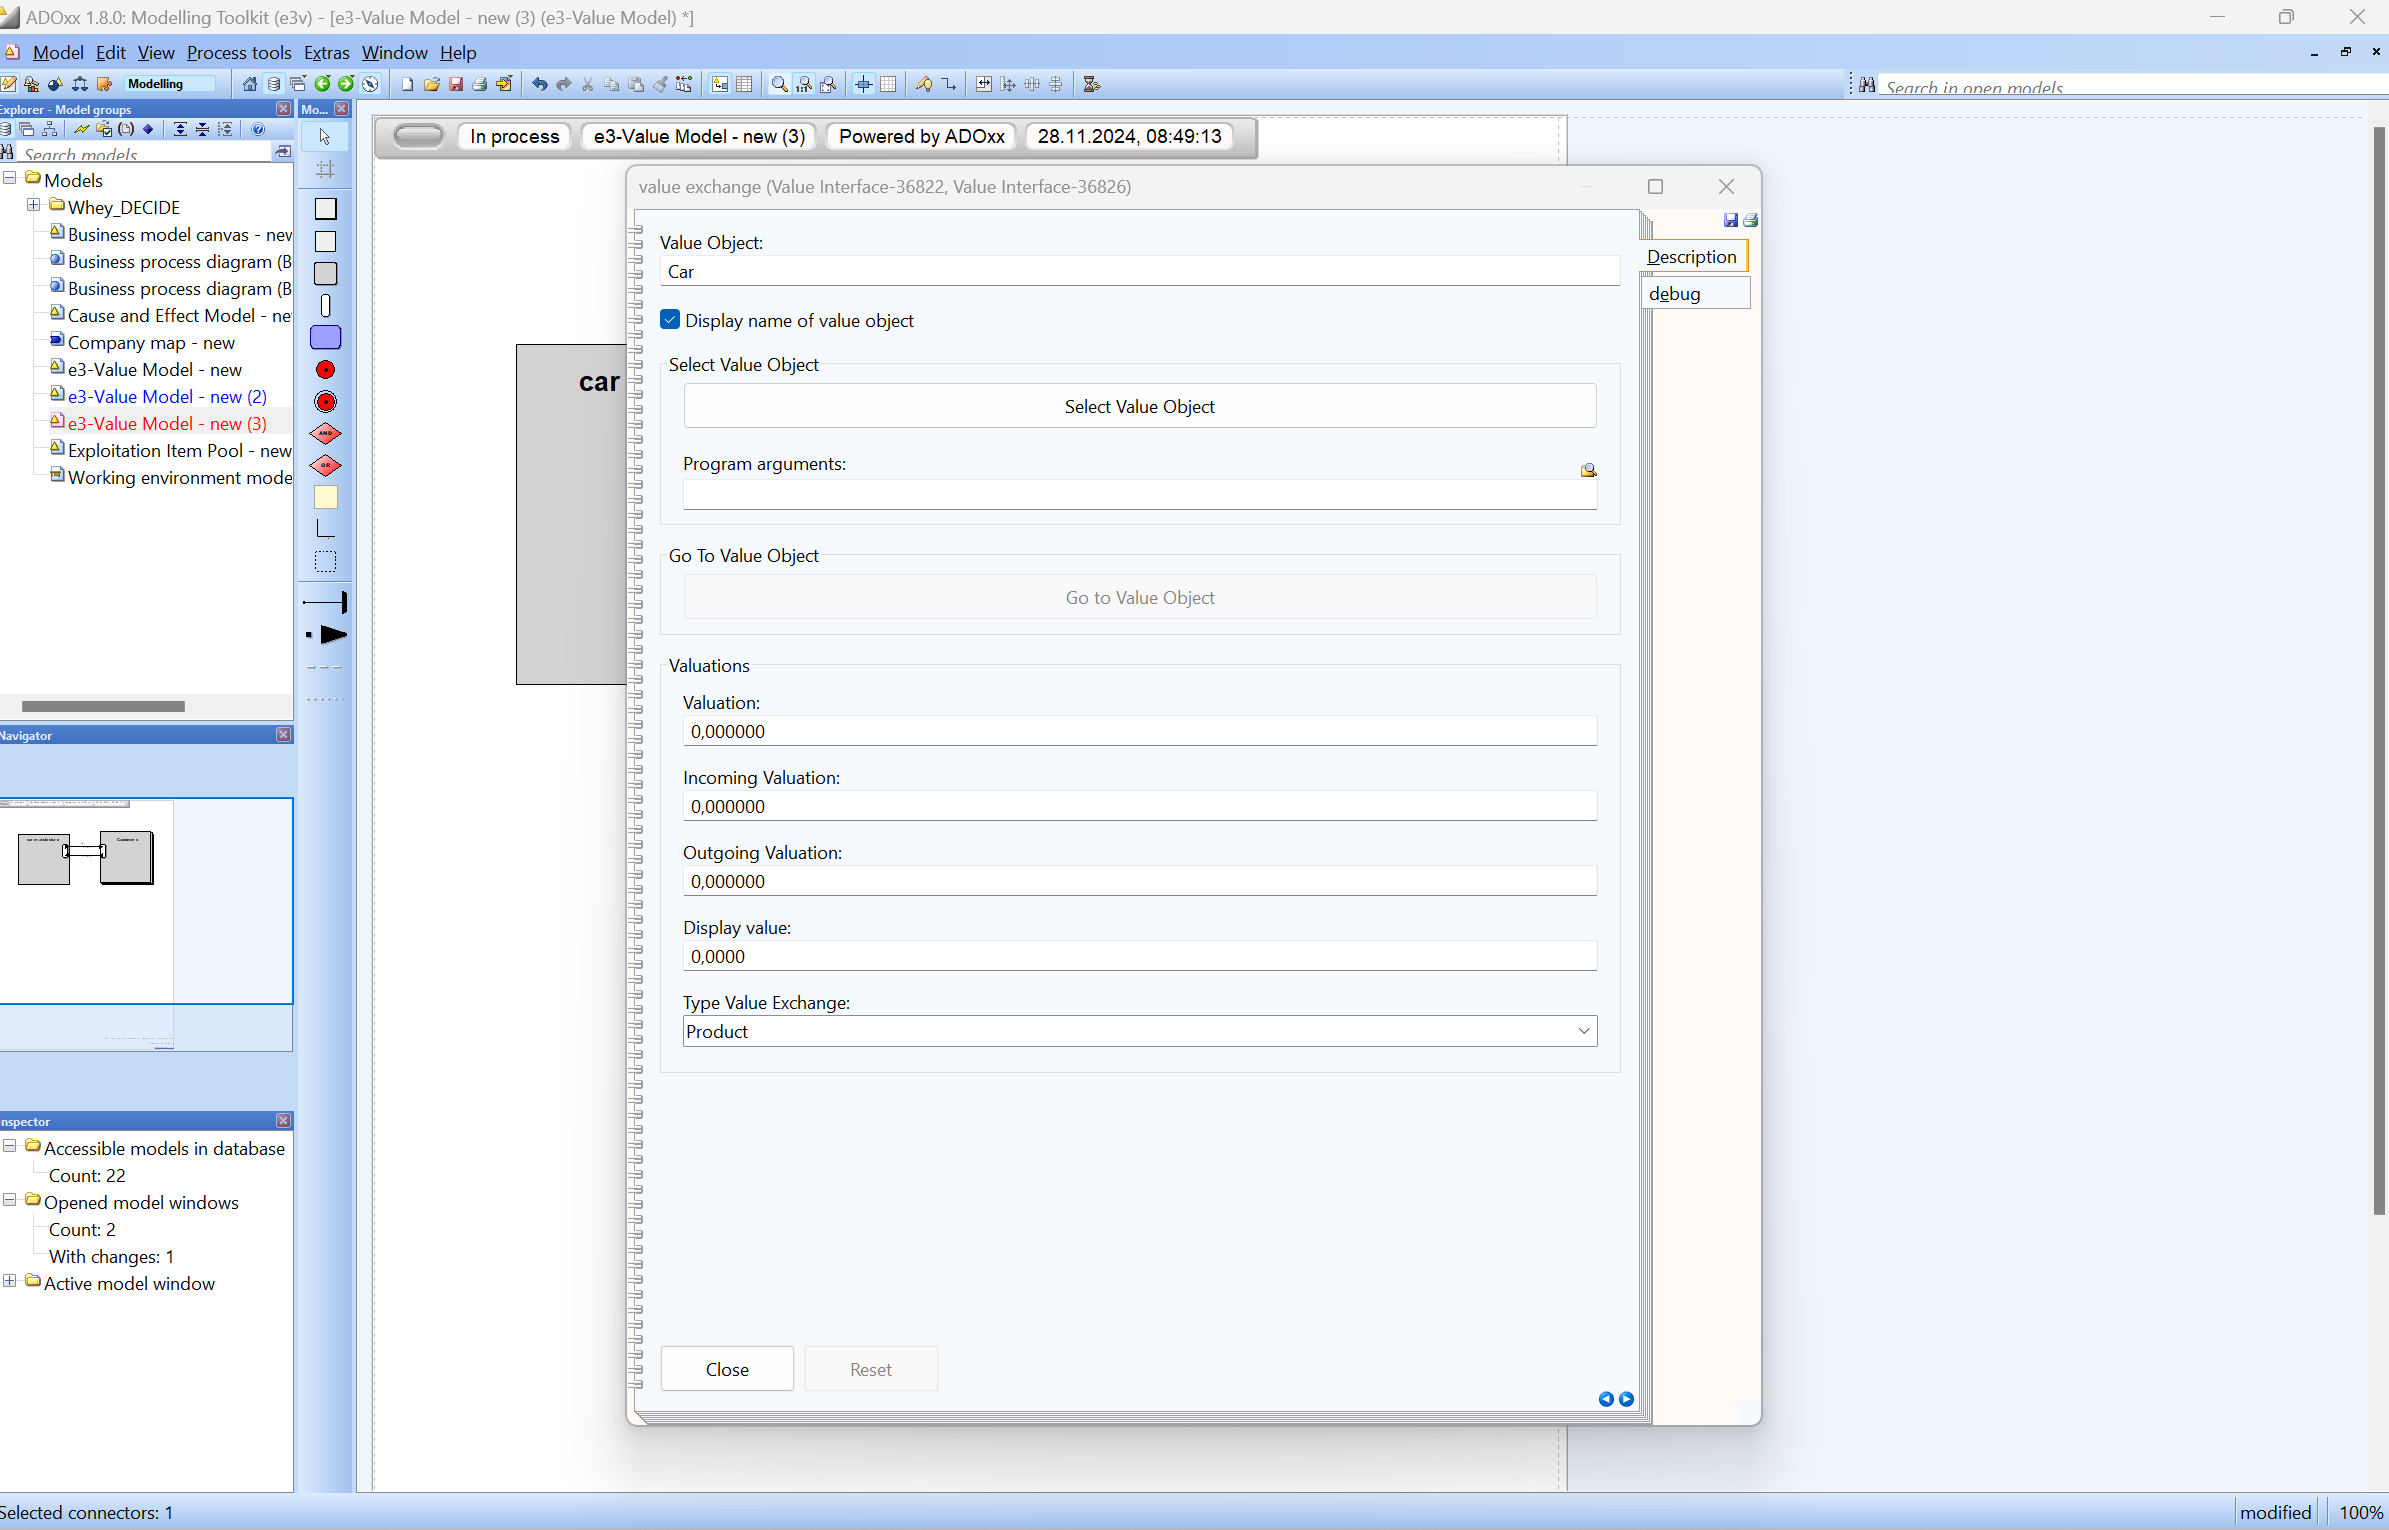 ADOxx 1.8.0: Modelling Toolkit (e3v) - [e3-Value Model - new (3) (e3-Value Model) *]
Model Edit View Process tools Extras Window Help
Modelling
Search in open models
Explorer - Model groups
Mo...
Search models
Models
Whey_DECIDE
Business model canvas - new
Business process diagram (B
Business process diagram (B
Cause and Effect Model - ne
Company map - new
e3-Value Model - new
e3-Value Model - new (2)
e3-Value Model - new (3)
Exploitation Item Pool - new
Working environment mode
AND
OR
In process
e3-Value Model - new (3)
Powered by ADOxx
28.11.2024, 08:49:13
car
value exchange (Value Interface-36822, Value Interface-36826)
Description
debug
Value Object:
Car
Display name of value object
Select Value Object
Select Value Object
Program arguments:
Go To Value Object
Go to Value Object
Valuations
Valuation:
0,000000
Incoming Valuation:
0,000000
Outgoing Valuation:
0,000000
Display value:
0,0000
Type Value Exchange:
Product
Close
Reset
Navigator
Inspector
Accessible models in database
Count: 22
Opened model windows
Count: 2
With changes: 1
Active model window
Selected connectors: 1
modified
100%